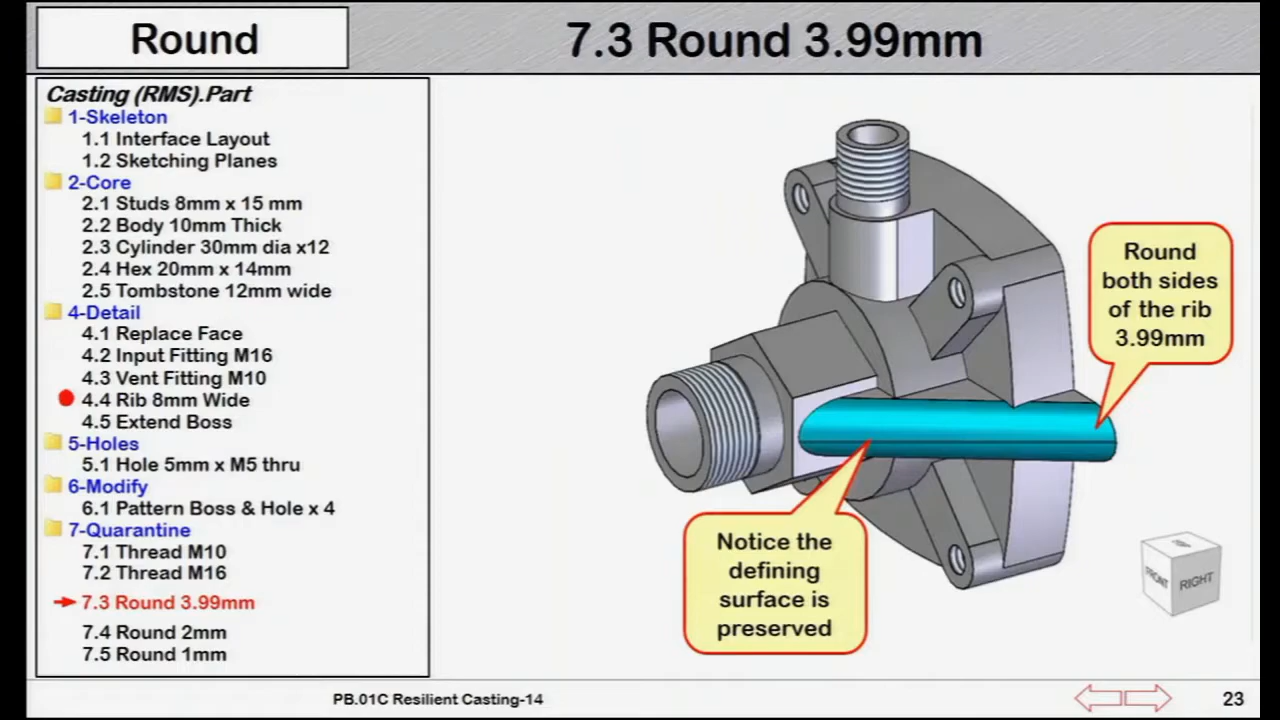 Round
7.3 Round 3.99mm
Casting (RMS).Part
1-Skeleton
1.1 Interface Layout
1.2 Sketching Planes
2-Core
2.1 Studs 8mm x 15 mm
2.2 Body 10mm Thick
2.3 Cylinder 30mm dia x12
2.4 Hex 20mm x 14mm
2.5 Tombstone 12mm wide
4-Detail
4.1 Replace Face
4.2 Input Fitting M16
4.3 Vent Fitting M10
4.4 Rib 8mm Wide
4.5 Extend Boss
5-Holes
5.1 Hole 5mm x M5 thru
6-Modify
6.1 Pattern Boss & Hole x 4
7-Quarantine
7.1 Thread M10
7.2 Thread M16
7.3 Round 3.99mm
7.4 Round 2mm
7.5 Round 1mm
Round
both sides
of the rib
3.99mm
Notice the
defining
surface is
preserved
FRONT
RIGHT
PB.01C Resilient Casting-14
23